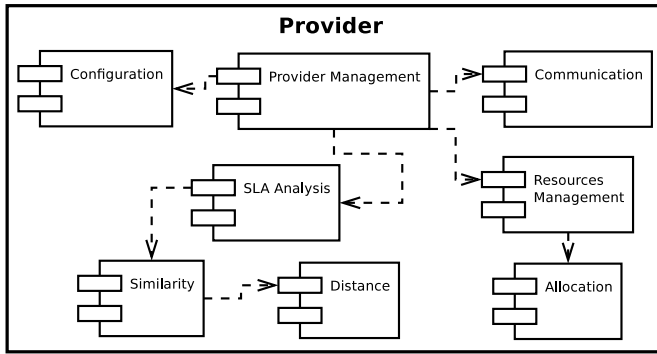 Provider
Configuration
Provider Management
Communication
SLA Analysis
Resources
Management
Similarity
Distance
Allocation